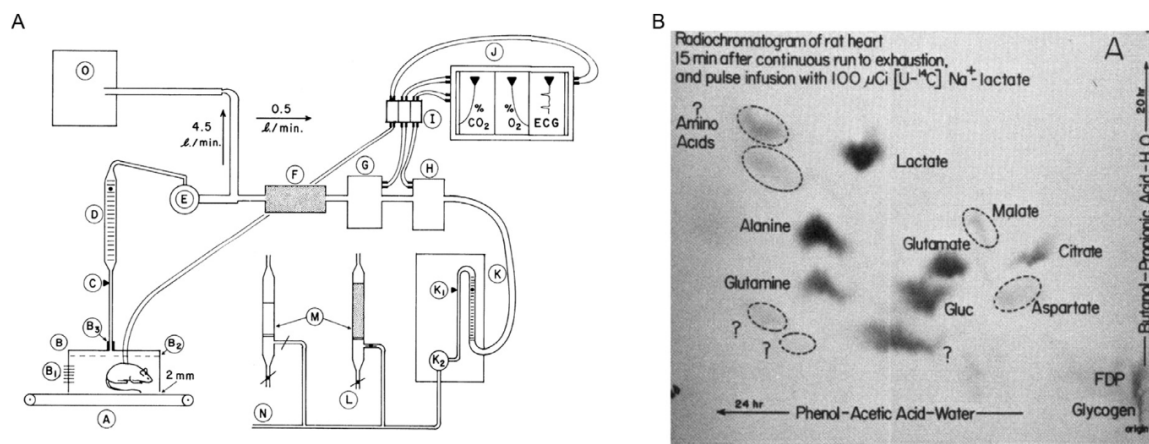 A
O
4.5
l./min.
0.5
l./min.
J
% CO2
% O2
ECG
I
F
G
H
E
D
C
B3
B
B2
B1
2 mm
A
K
K1
K2
M
L
N
B
Radiochromatogram of rat heart
15 min after continuous run to exhaustion,
and pulse infusion with 100 μCi [U-14C] Na+-lactate
A
?
Amino
Acids
Lactate
Alanine
Malate
Glutamate
Citrate
Glutamine
Gluc
Aspartate
?
?
?
FDP
Glycogen
origin
24 hr
Phenol-Acetic Acid-Water
Butanol-Propionic Acid-H2O
20 hr